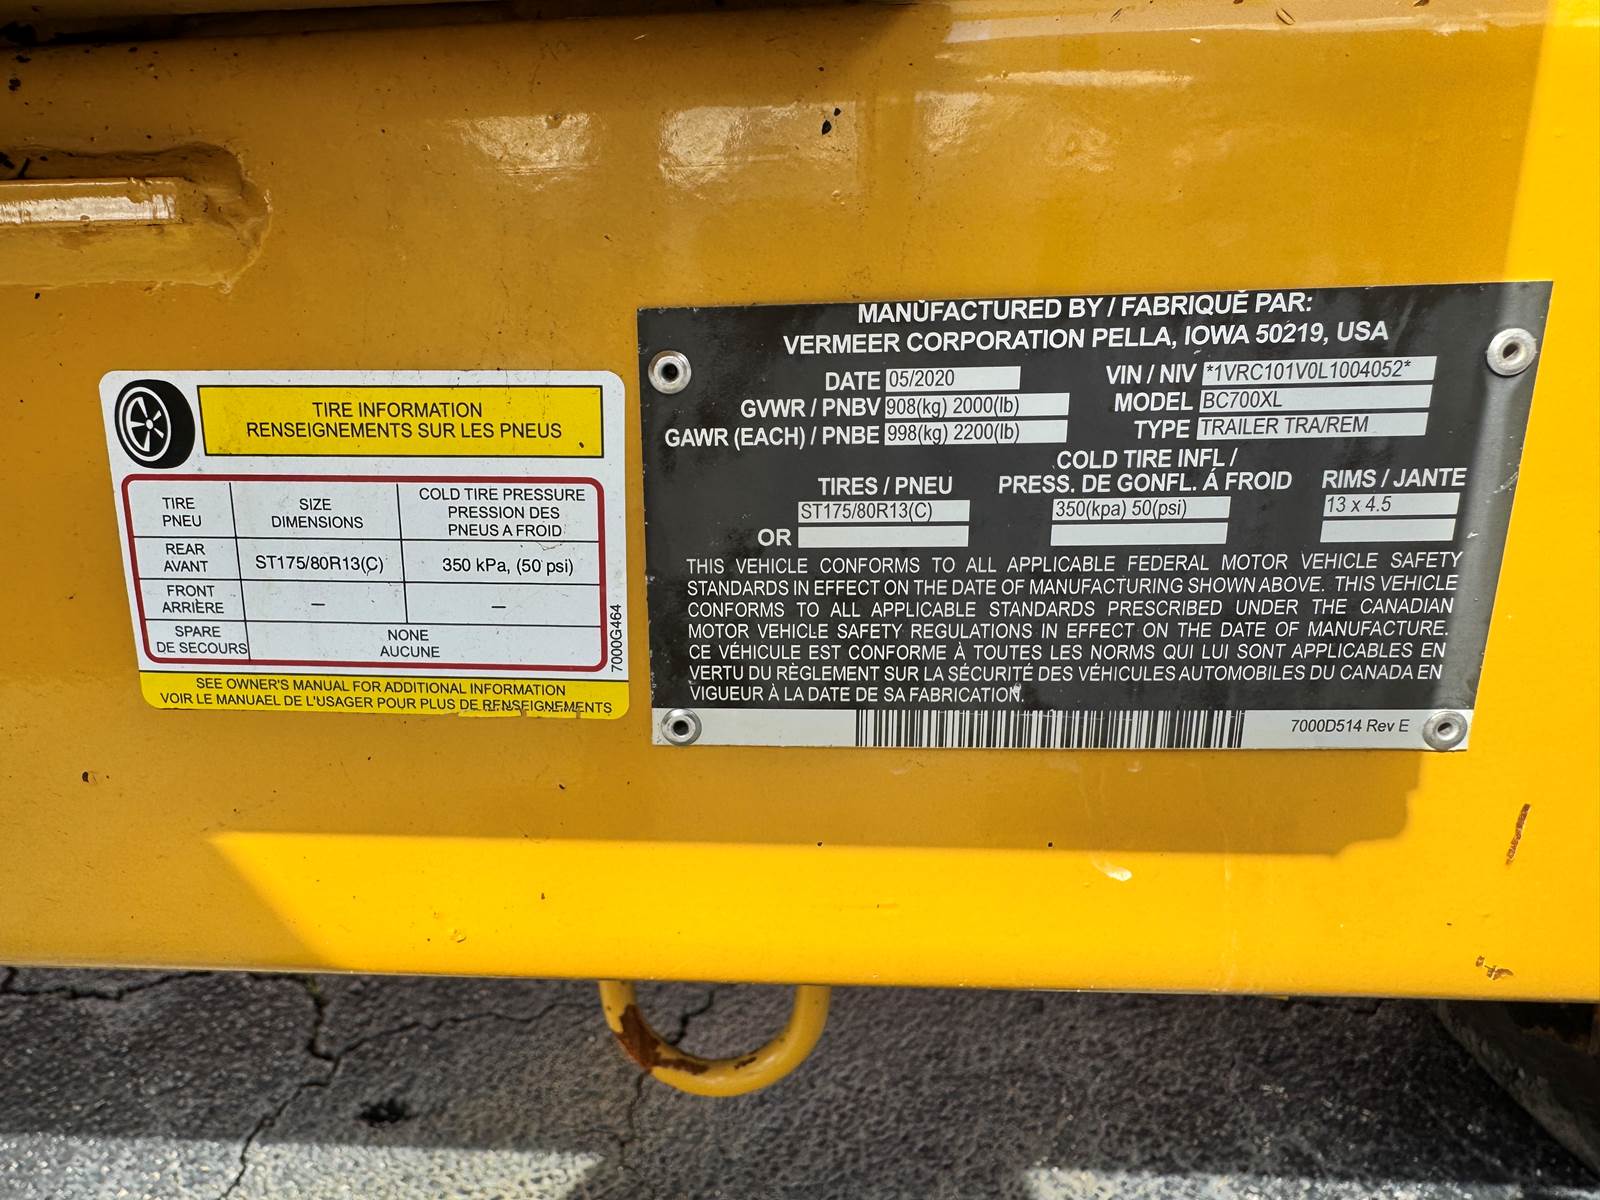 TIRE INFORMATION
RENSEIGNEMENTS SUR LES PNEUS
TIRE PNEU SIZE DIMENSIONS COLD TIRE PRESSURE PRESSION DES PNEUS A FROID
REAR AVANT ST175/80R13(C) 350 kPa, (50 psi)
FRONT ARRIÈRE — —
SPARE DE SECOURS NONE AUCUNE
7000G464
SEE OWNER'S MANUAL FOR ADDITIONAL INFORMATION
VOIR LE MANUAEL DE L'USAGER POUR PLUS DE RENSEIGNEMENTS
MANUFACTURED BY / FABRIQUÉ PAR:
VERMEER CORPORATION PELLA, IOWA 50219, USA
DATE 05/2020 VIN / NIV *1VRC101V0L1004052*
GVWR / PNBV 908(kg) 2000(lb) MODEL BC700XL
GAWR (EACH) / PNBE 998(kg) 2200(lb) TYPE TRAILER TRA/REM
COLD TIRE INFL /
TIRES / PNEU PRESS. DE GONFL. Á FROID RIMS / JANTE
ST175/80R13(C) 350(kpa) 50(psi) 13 x 4.5
OR
THIS VEHICLE CONFORMS TO ALL APPLICABLE FEDERAL MOTOR VEHICLE SAFETY
STANDARDS IN EFFECT ON THE DATE OF MANUFACTURING SHOWN ABOVE. THIS VEHICLE
CONFORMS TO ALL APPLICABLE STANDARDS PRESCRIBED UNDER THE CANADIAN
MOTOR VEHICLE SAFETY REGULATIONS IN EFFECT ON THE DATE OF MANUFACTURE.
CE VÉHICULE EST CONFORME À TOUTES LES NORMS QUI LUI SONT APPLICABLES EN
VERTU DU RÈGLEMENT SUR LA SÉCURITÉ DES VÉHICULES AUTOMOBILES DU CANADA EN
VIGUEUR À LA DATE DE SA FABRICATION.
7000D514 Rev E